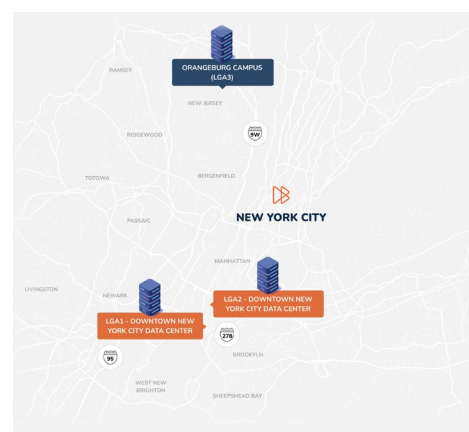 ORANGEBURG CAMPUS
(LGA3)
RAMSEY
NEW JERSEY
9W
RIDGEWOOD
BERGENFIELD
TOTOWA
NEW YORK CITY
PASSAIC
MANHATTAN
LIVINGSTON
NEWARK
LGA2 - DOWNTOWN NEW
YORK CITY DATA CENTER
LGA1 - DOWNTOWN NEW
YORK CITY DATA CENTER
278
95
BROOKYLN
WEST NEW
BRIGHTON
SHEEPSHEAD BAY